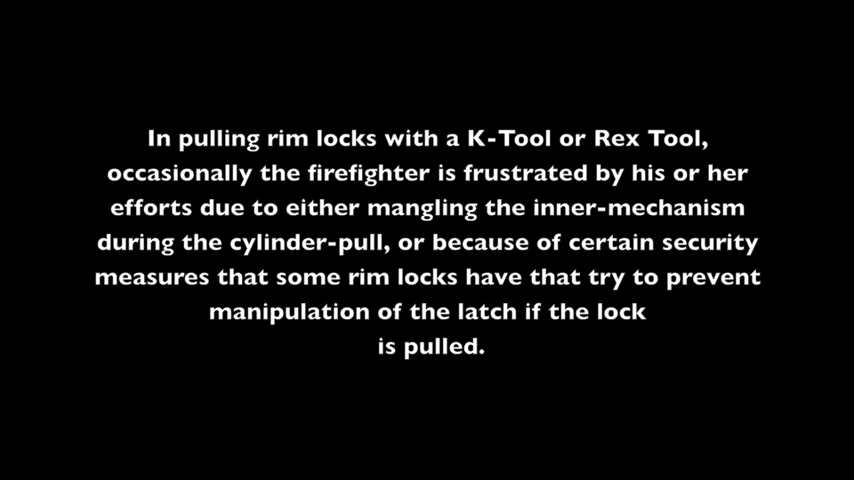 In pulling rim locks with a K-Tool or Rex Tool,
occasionally the firefighter is frustrated by his or her
efforts due to either mangling the inner-mechanism
during the cylinder-pull, or because of certain security
measures that some rim locks have that try to prevent
manipulation of the latch if the lock
is pulled.